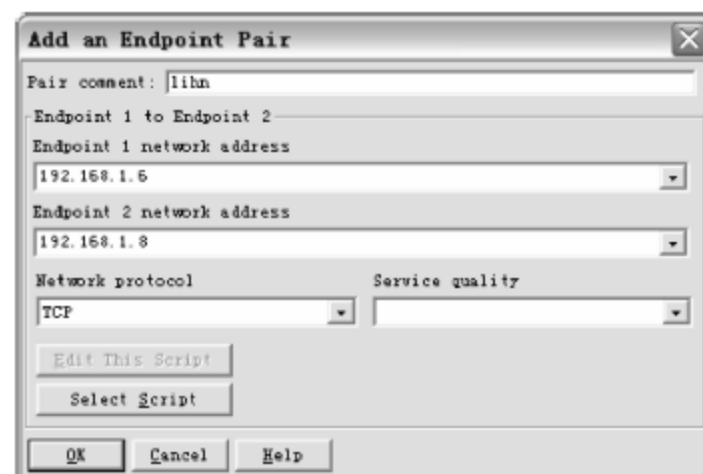 Add an Endpoint Pair
Pair comment: lihn
Endpoint 1 to Endpoint 2
Endpoint 1 network address
192.168.1.6
Endpoint 2 network address
192.168.1.8
Network protocol Service quality
TCP
Edit This Script
Select Script
OK Cancel Help